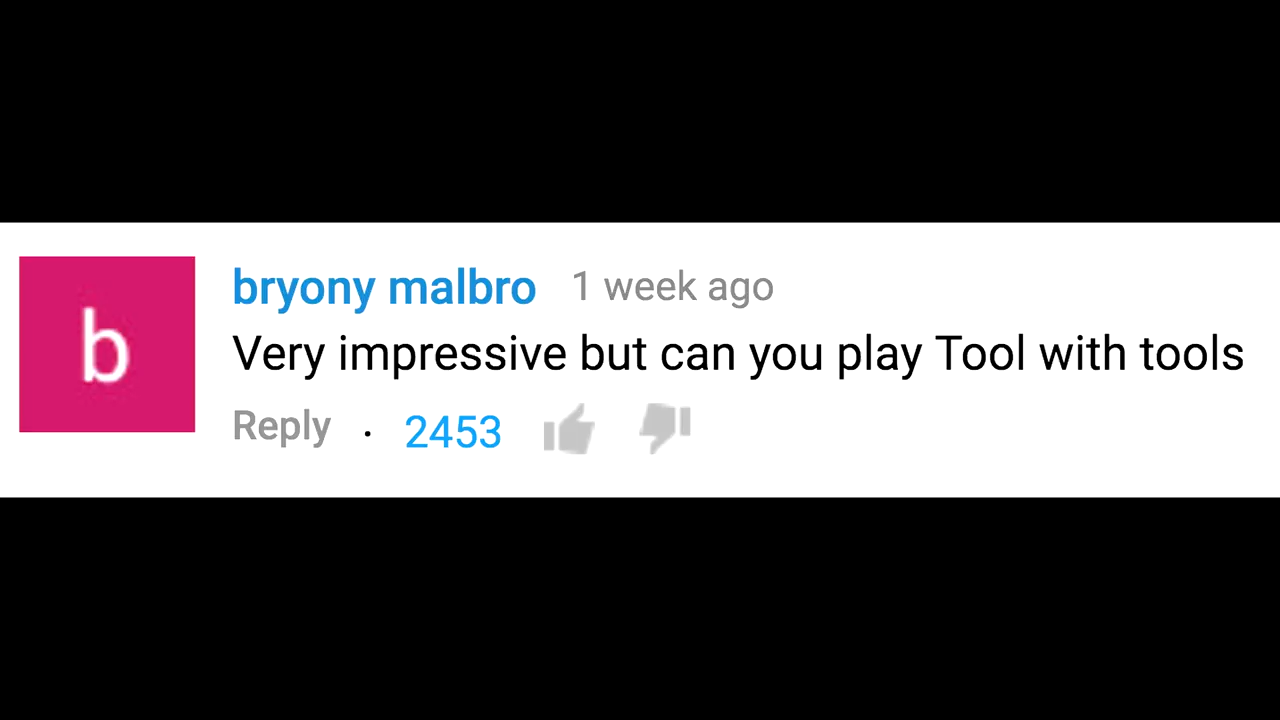 b
bryony malbro 1 week ago
Very impressive but can you play Tool with tools
Reply . 2453